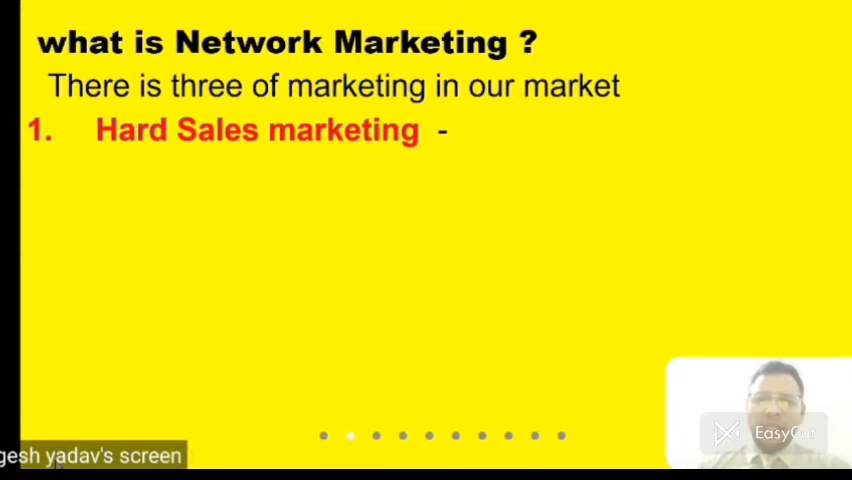 what is Network Marketing ?
There is three of marketing in our market
1. Hard Sales marketing -
EasyCut
gesh yadav's screen